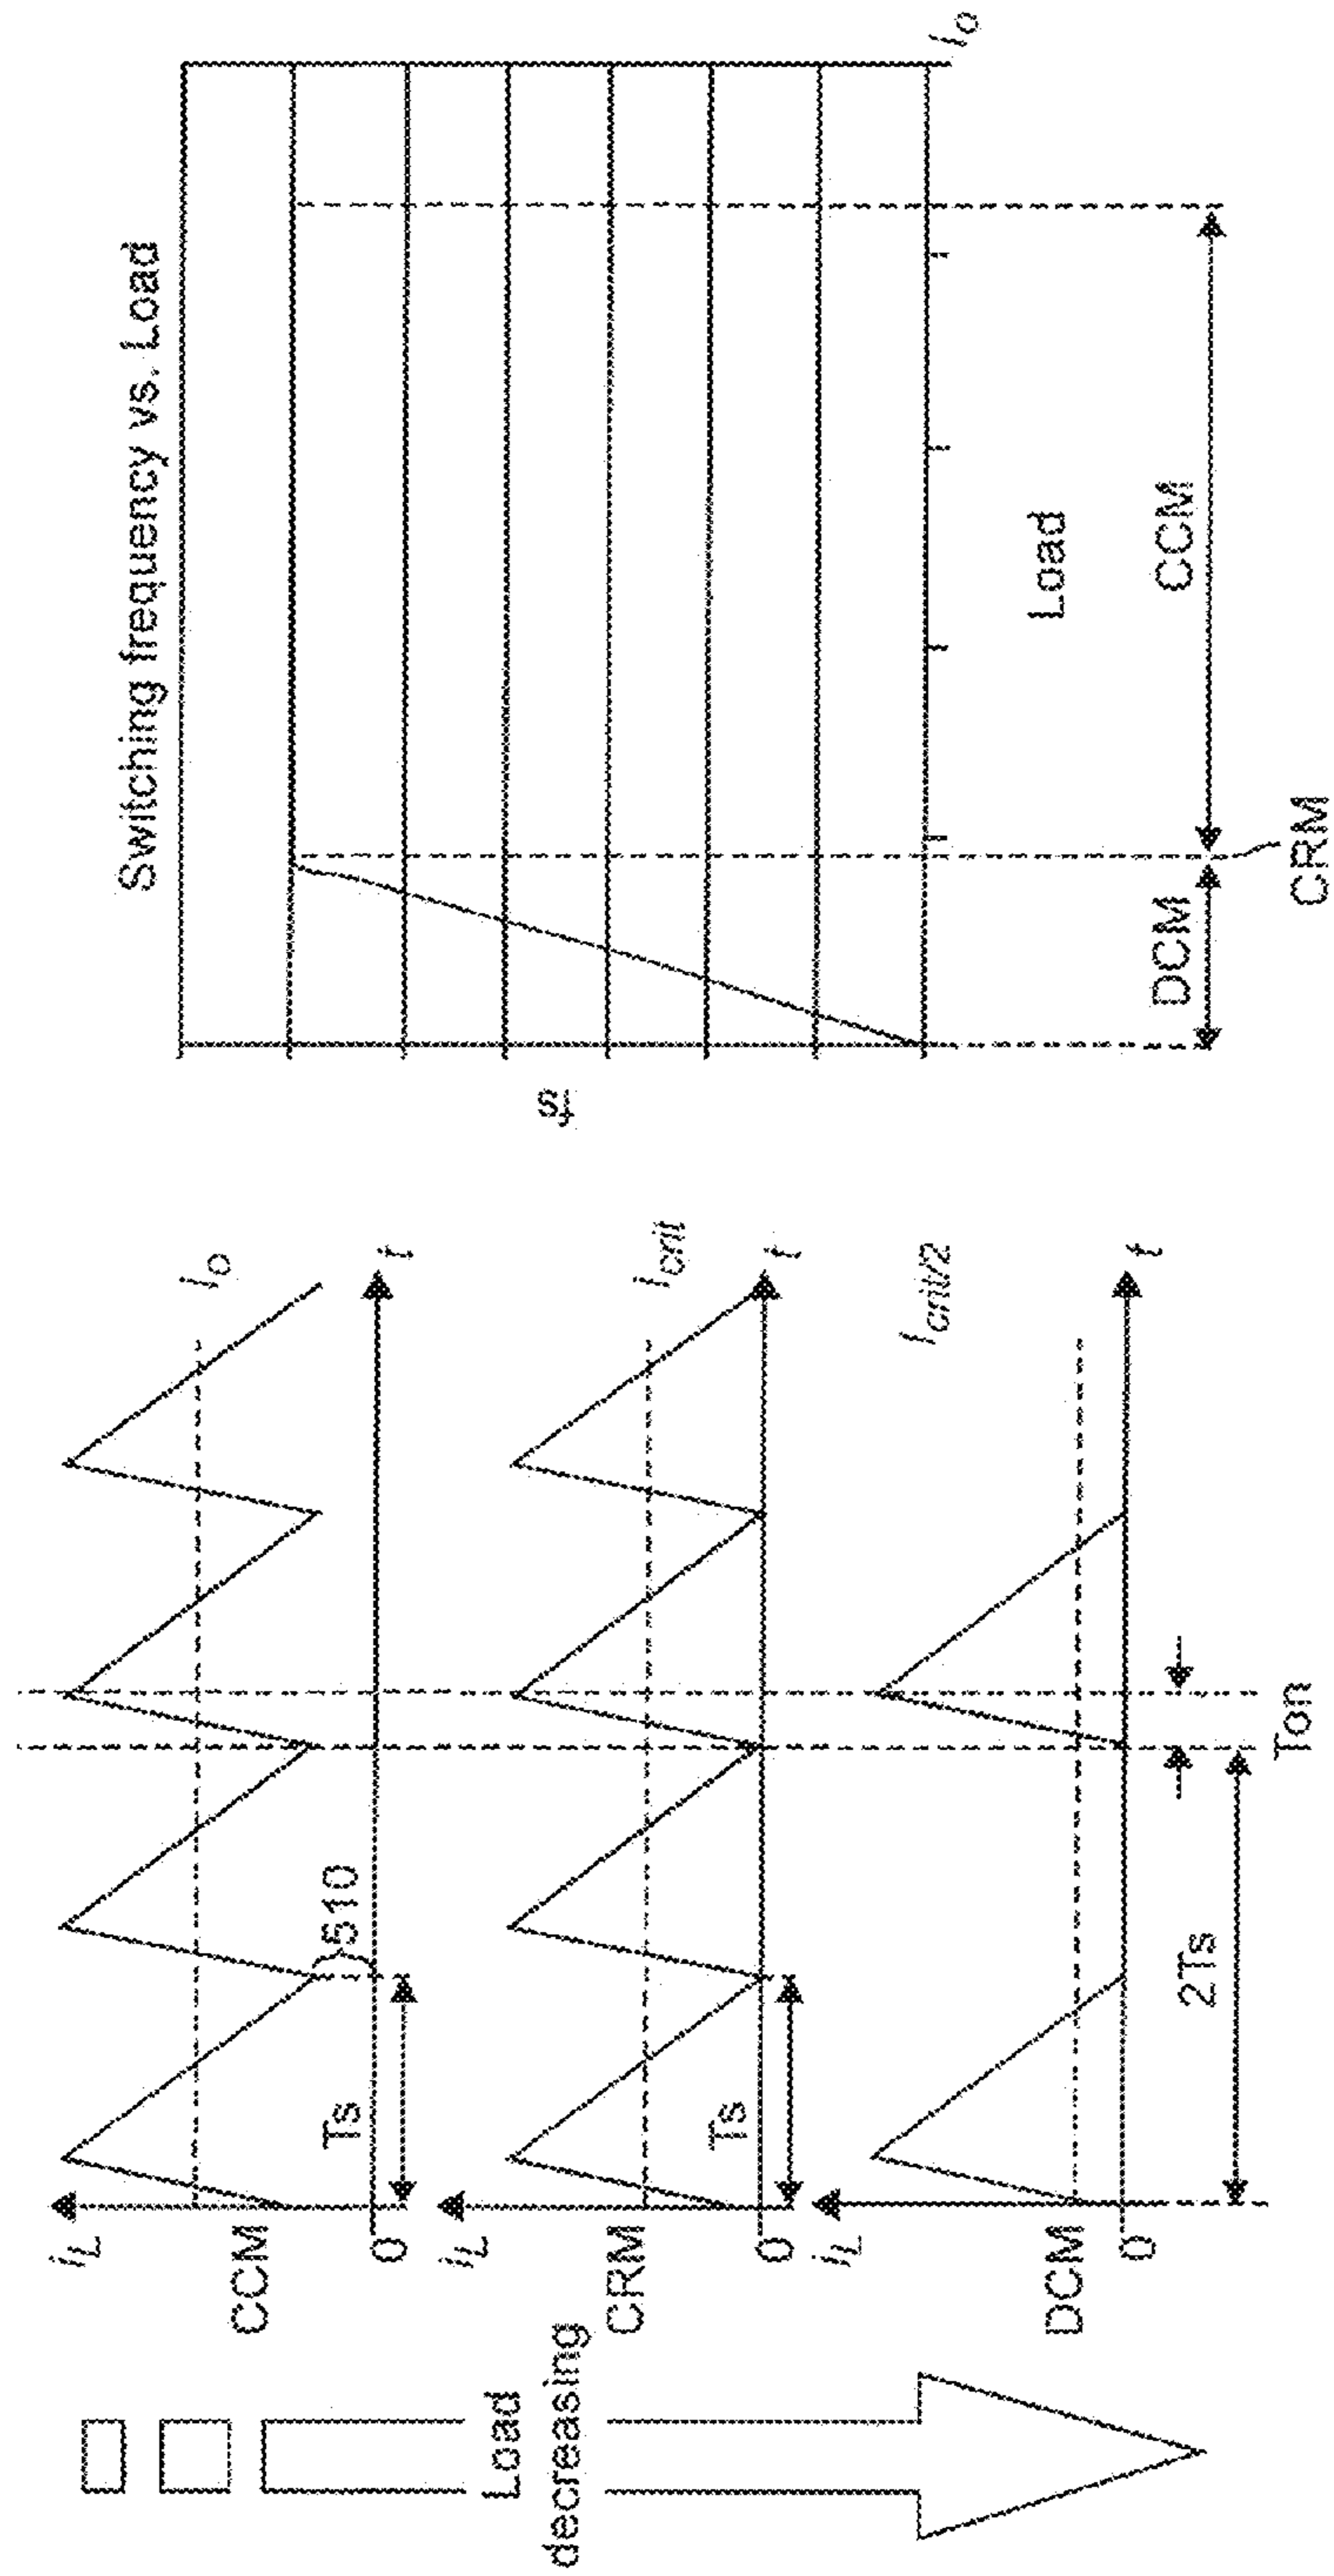 Load
decreasing
iL
CCM
0
Ts
510
Io
t
iL
CRM
0
Ts
Icrit
t
iL
DCM
0
2Ts
Ton
Icrit/2
t
Switching frequency vs. Load
fs
Io
Load
DCM
CCM
CRM